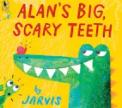 ALAN'S BIG,
SCARY TEETH
by
JARVIS